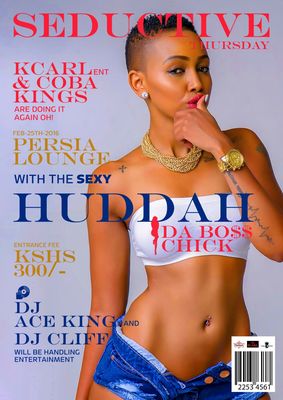 SEDUCTIVE
THURSDAY
KCARLENT
& COBA
KINGS
ARE DOING IT
AGAIN OH!
FEB-25TH-2016
PERSIA
LOUNGE
WITH THE SEXY
HUDDAH
DA BO$$
CHICK
ENTRANCE FEE
KSHS
300/-
DJ
ACE KING AND
DJ CLIFF
WILL BE HANDLING
ENTERTAINMENT
2253 4561